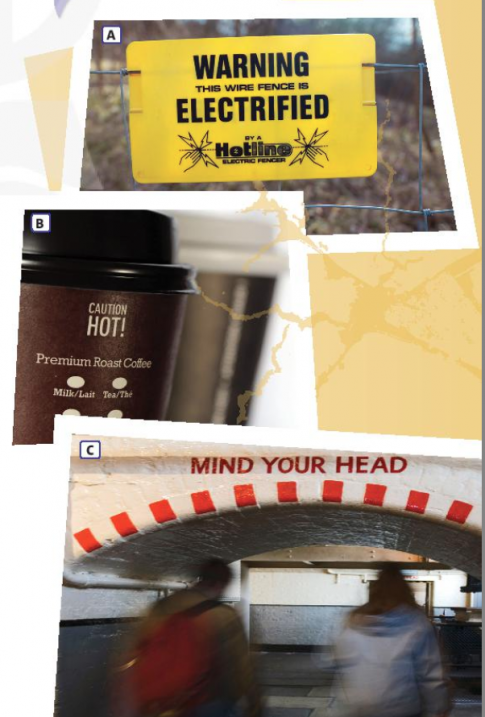 A
WARNING
THIS WIRE FENCE IS
ELECTRIFIED
BY A
Hotline
ELECTRIC FENCER
B
CAUTION
HOT!
Premium Roast Coffee
Milk/Lait Tea/Thé
C
MIND YOUR HEAD